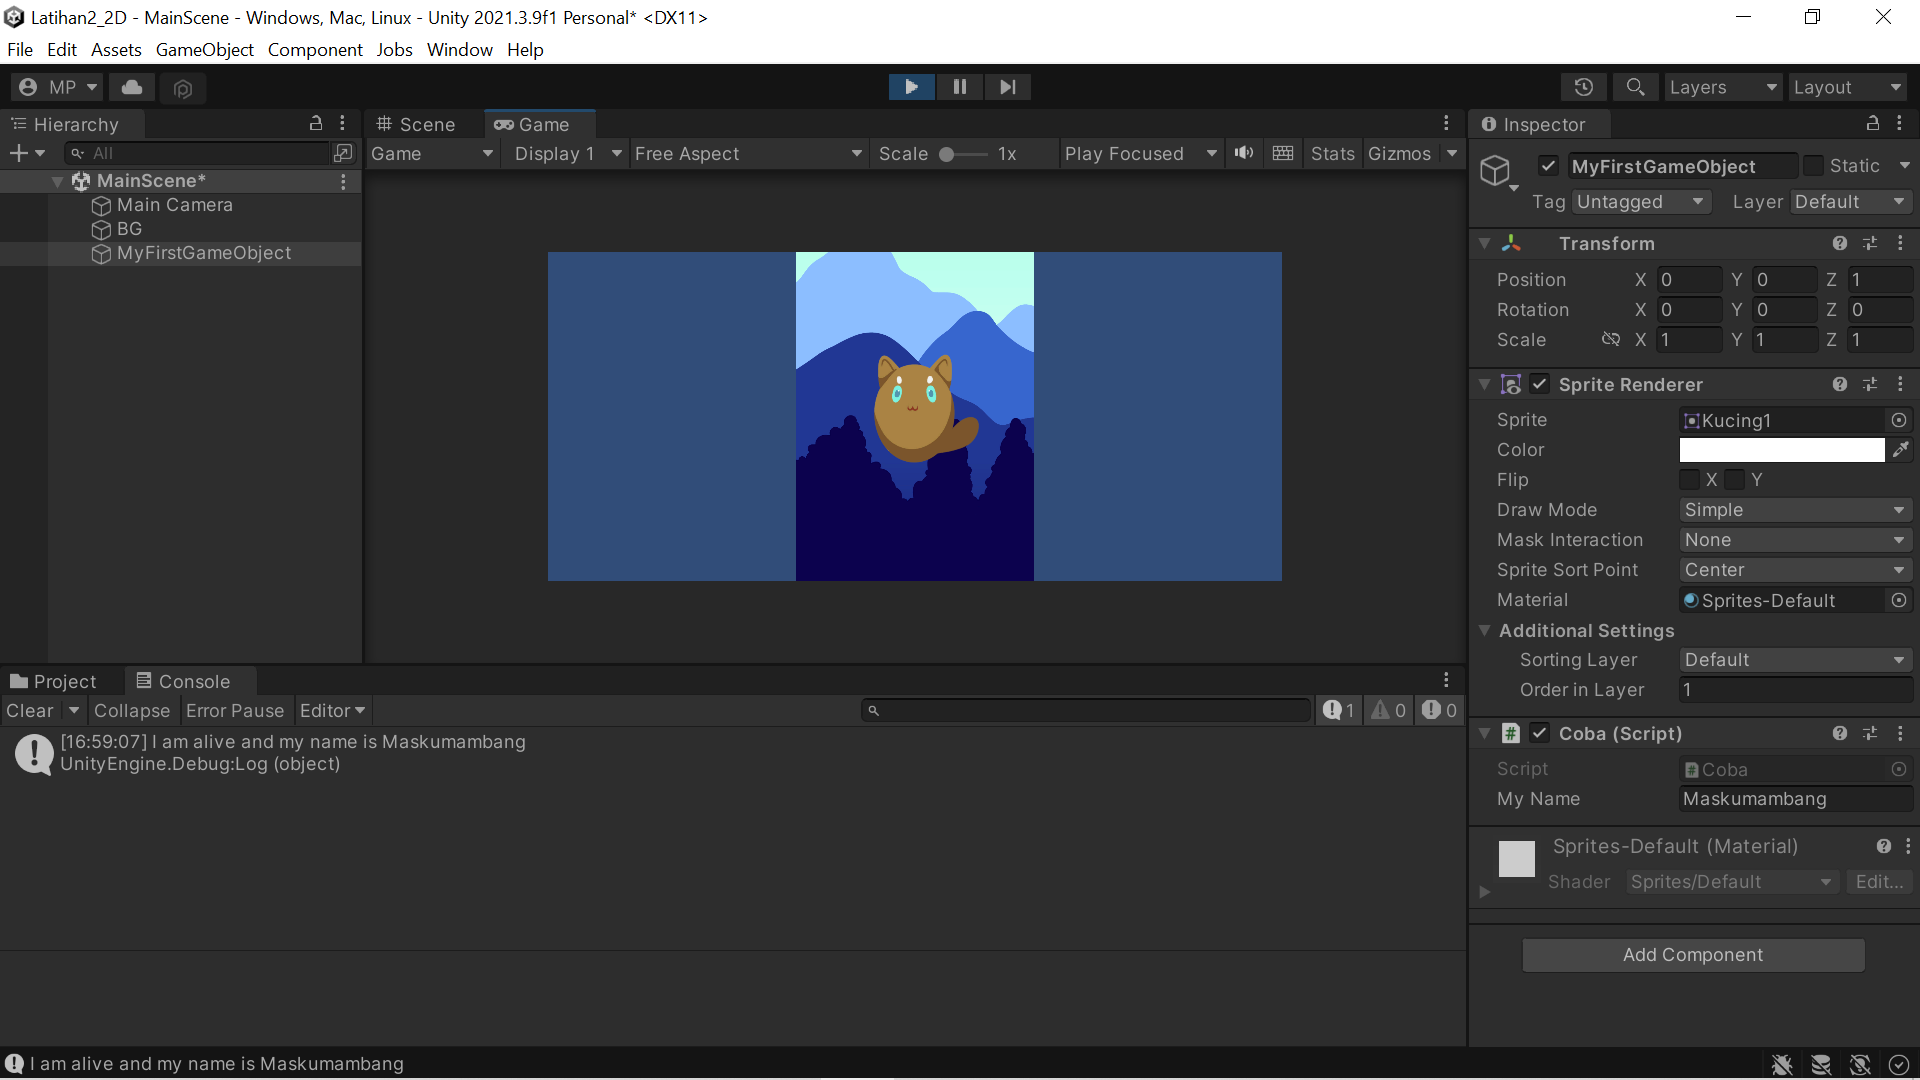 Latihan2_2D - MainScene - Windows, Mac, Linux - Unity 2021.3.9f1 Personal* <DX11>
File Edit Assets GameObject Component Jobs Window Help
MP Layers Layout
Hierarchy
All
MainScene*
Main Camera
BG
MyFirstGameObject
Scene Game
Game Display 1 Free Aspect Scale 1x Play Focused Stats Gizmos
Inspector
MyFirstGameObject Static
Tag Untagged Layer Default
Transform
Position X 0 Y 0 Z 1
Rotation X 0 Y 0 Z 0
Scale X 1 Y 1 Z 1
Sprite Renderer
Sprite Kucing1
Color
Flip X Y
Draw Mode Simple
Mask Interaction None
Sprite Sort Point Center
Material Sprites-Default
Additional Settings
Sorting Layer Default
Order in Layer 1
Coba (Script)
Script Coba
My Name Maskumambang
Sprites-Default (Material)
Shader Sprites/Default Edit...
Add Component
Project Console
Clear Collapse Error Pause Editor 1 0 0
[16:59:07] I am alive and my name is Maskumambang
UnityEngine.Debug:Log (object)
I am alive and my name is Maskumambang